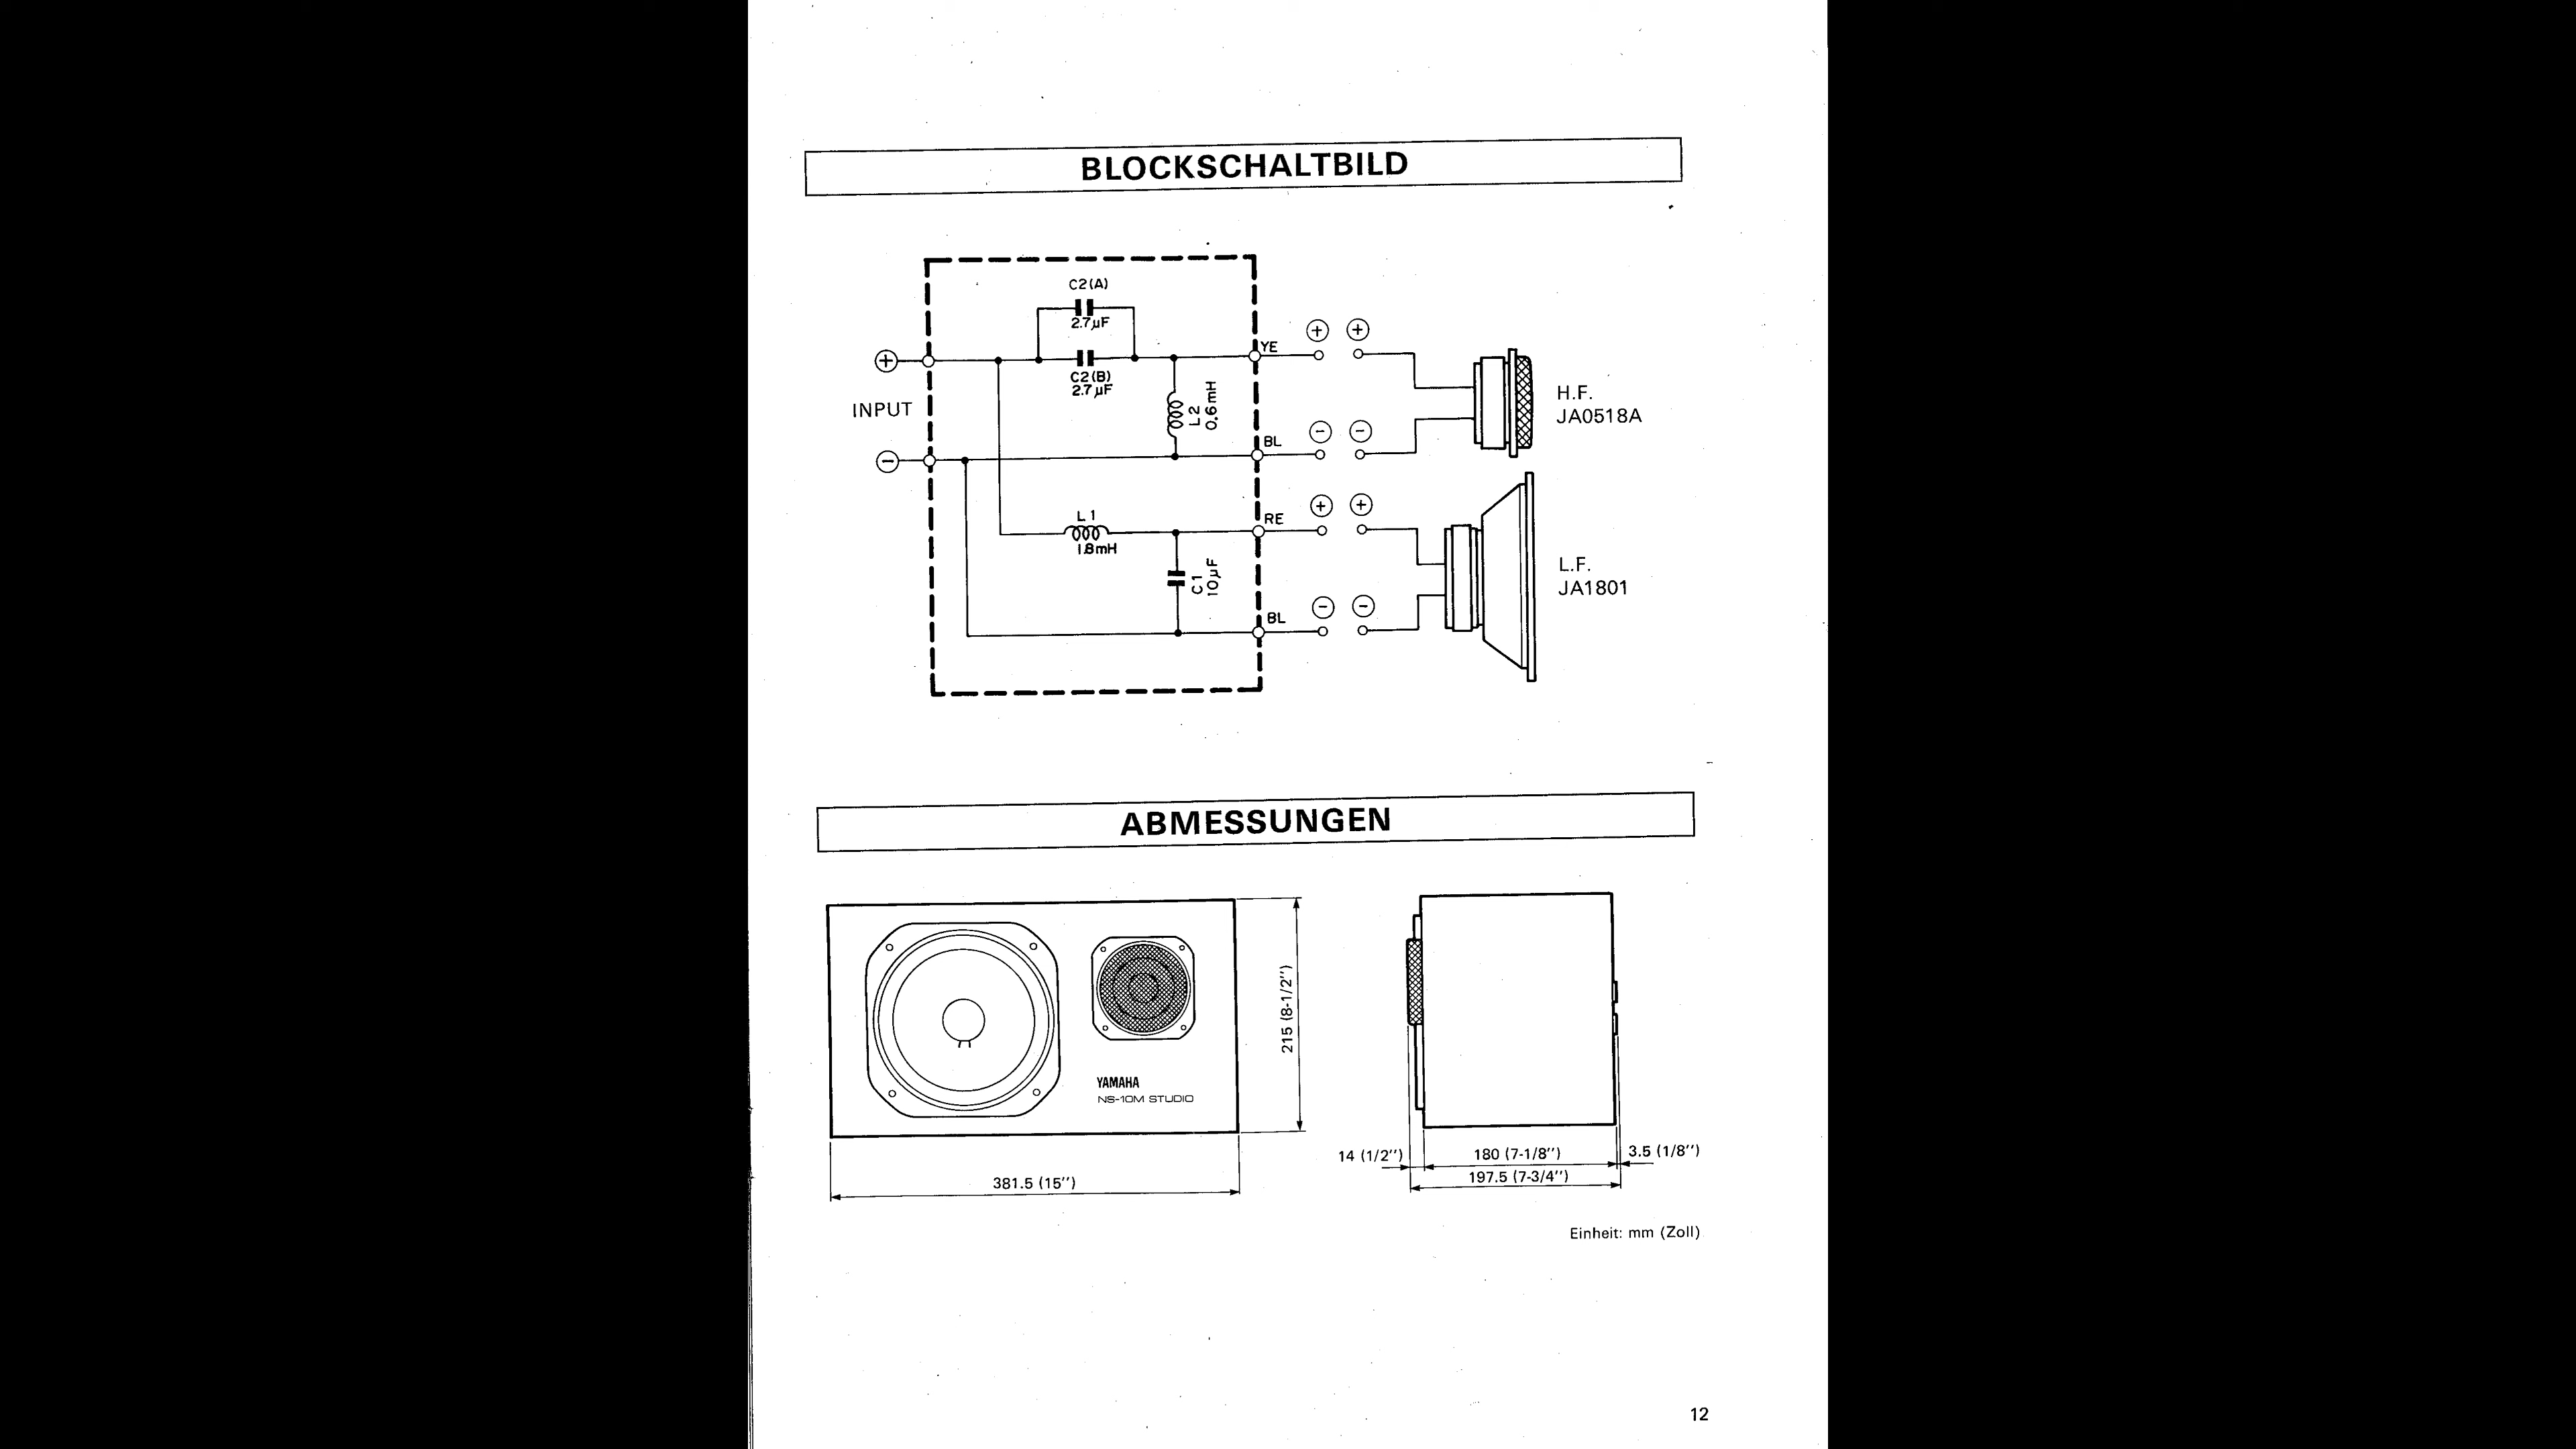 BLOCKSCHALTBILD
C2(A)
2.7µF
C2(B)
2.7µF
L2
0.6mH
INPUT
+
−
YE
BL
+ +
− −
H.F.
JA0518A
L1
1.8mH
C1
10µF
RE
BL
+ +
− −
L.F.
JA1801
ABMESSUNGEN
YAMAHA
NS-10M STUDIO
215 (8-1/2'')
381.5 (15'')
14 (1/2'')
180 (7-1/8'')
3.5 (1/8'')
197.5 (7-3/4'')
Einheit: mm (Zoll)
12